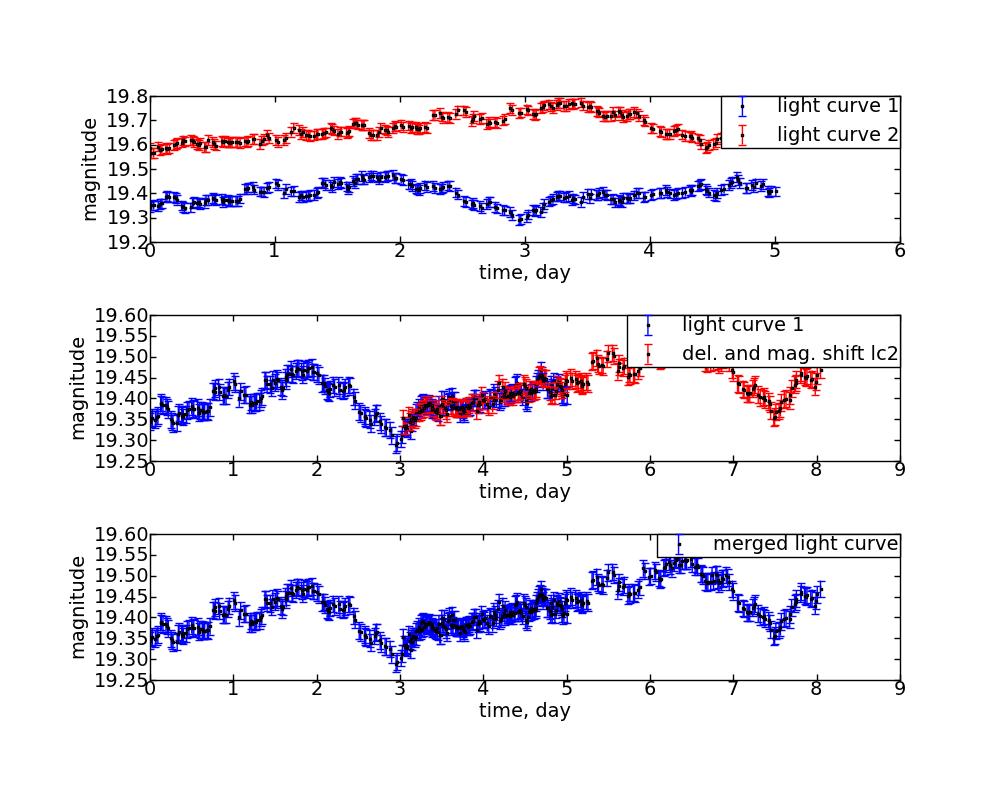 19.8
19.7
19.6
19.5
19.4
19.3
19.2
magnitude
light curve 1
light curve 2
0 1 2 3 4 5 6
time, day
19.60
19.55
19.50
19.45
19.40
19.35
19.30
19.25
magnitude
light curve 1
del. and mag. shift lc2
0 1 2 3 4 5 6 7 8 9
time, day
19.60
19.55
19.50
19.45
19.40
19.35
19.30
19.25
magnitude
merged light curve
0 1 2 3 4 5 6 7 8 9
time, day